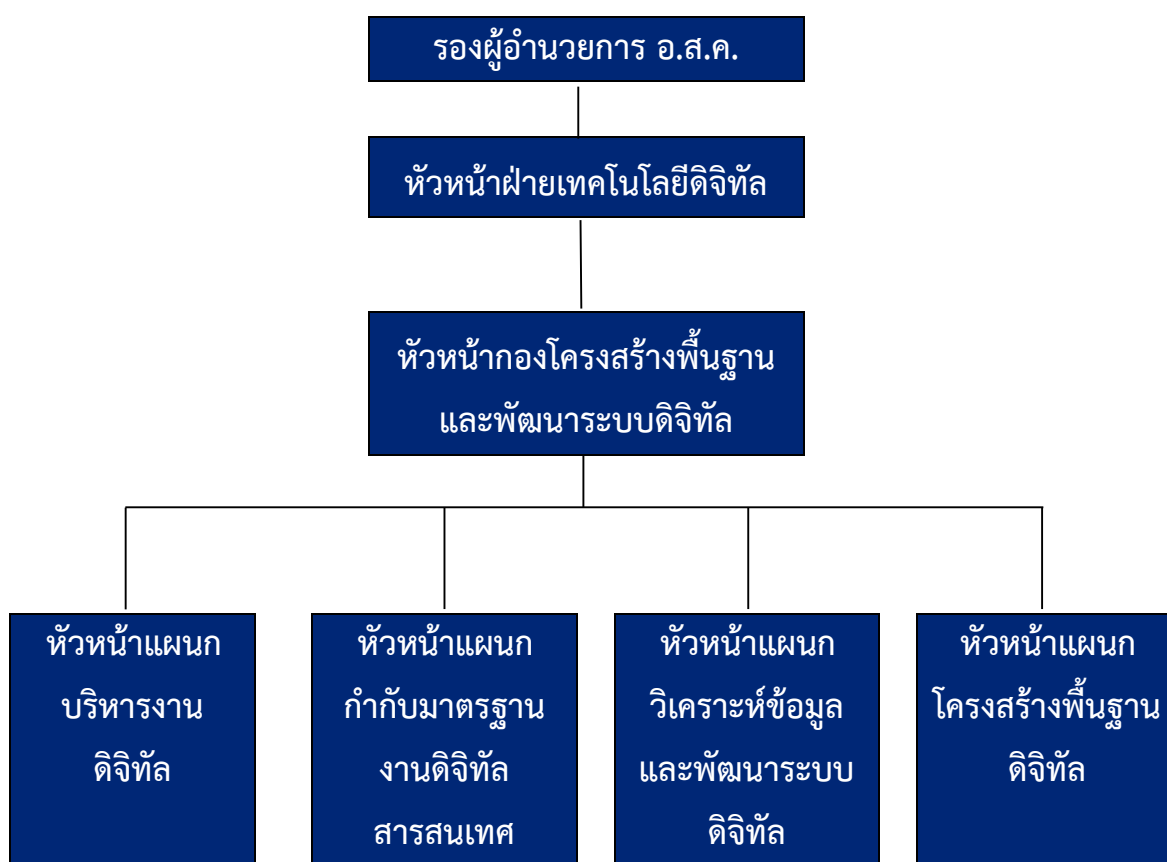 รองผู้อำนวยการ อ.ส.ค.
หัวหน้าฝ่ายเทคโนโลยีดิจิทัล
หัวหน้ากองโครงสร้างพื้นฐาน
และพัฒนาระบบดิจิทัล
หัวหน้าแผนก
บริหารงาน
ดิจิทัล
หัวหน้าแผนก
กำกับมาตรฐาน
งานดิจิทัล
สารสนเทศ
หัวหน้าแผนก
วิเคราะห์ข้อมูล
และพัฒนาระบบ
ดิจิทัล
หัวหน้าแผนก
โครงสร้างพื้นฐาน
ดิจิทัล